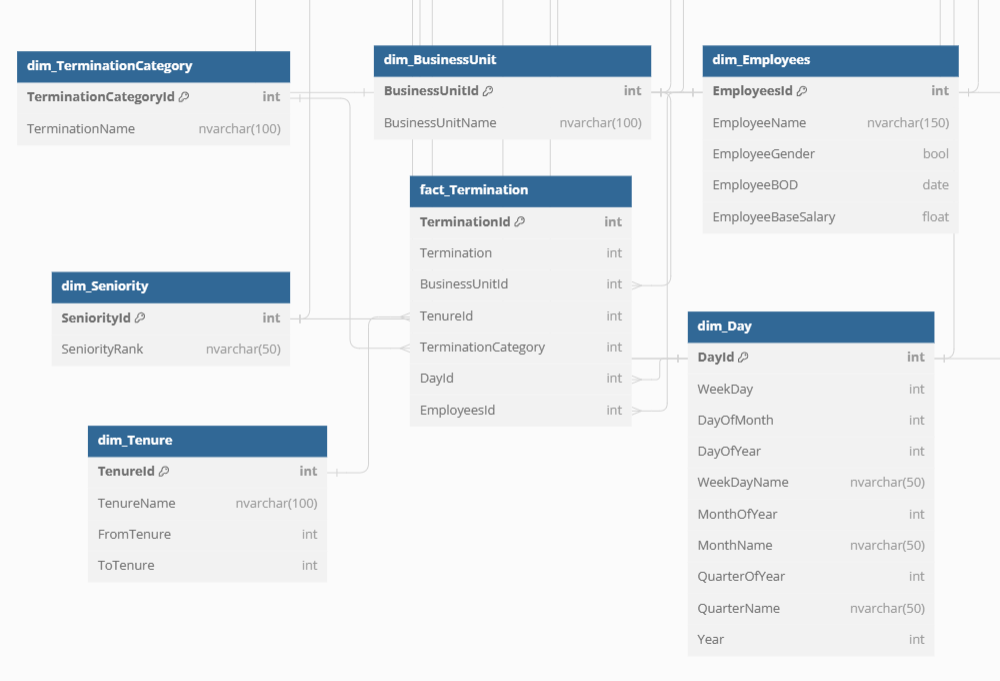 dim_TerminationCategory
TerminationCategoryId int
TerminationName nvarchar(100)
dim_BusinessUnit
BusinessUnitId int
BusinessUnitName nvarchar(100)
dim_Employees
EmployeesId int
EmployeeName nvarchar(150)
EmployeeGender bool
EmployeeBOD date
EmployeeBaseSalary float
fact_Termination
TerminationId int
Termination int
BusinessUnitId int
TenureId int
TerminationCategory int
DayId int
EmployeesId int
dim_Seniority
SeniorityId int
SeniorityRank nvarchar(50)
dim_Tenure
TenureId int
TenureName nvarchar(100)
FromTenure int
ToTenure int
dim_Day
DayId int
WeekDay int
DayOfMonth int
DayOfYear int
WeekDayName nvarchar(50)
MonthOfYear int
MonthName nvarchar(50)
QuarterOfYear int
QuarterName nvarchar(50)
Year int